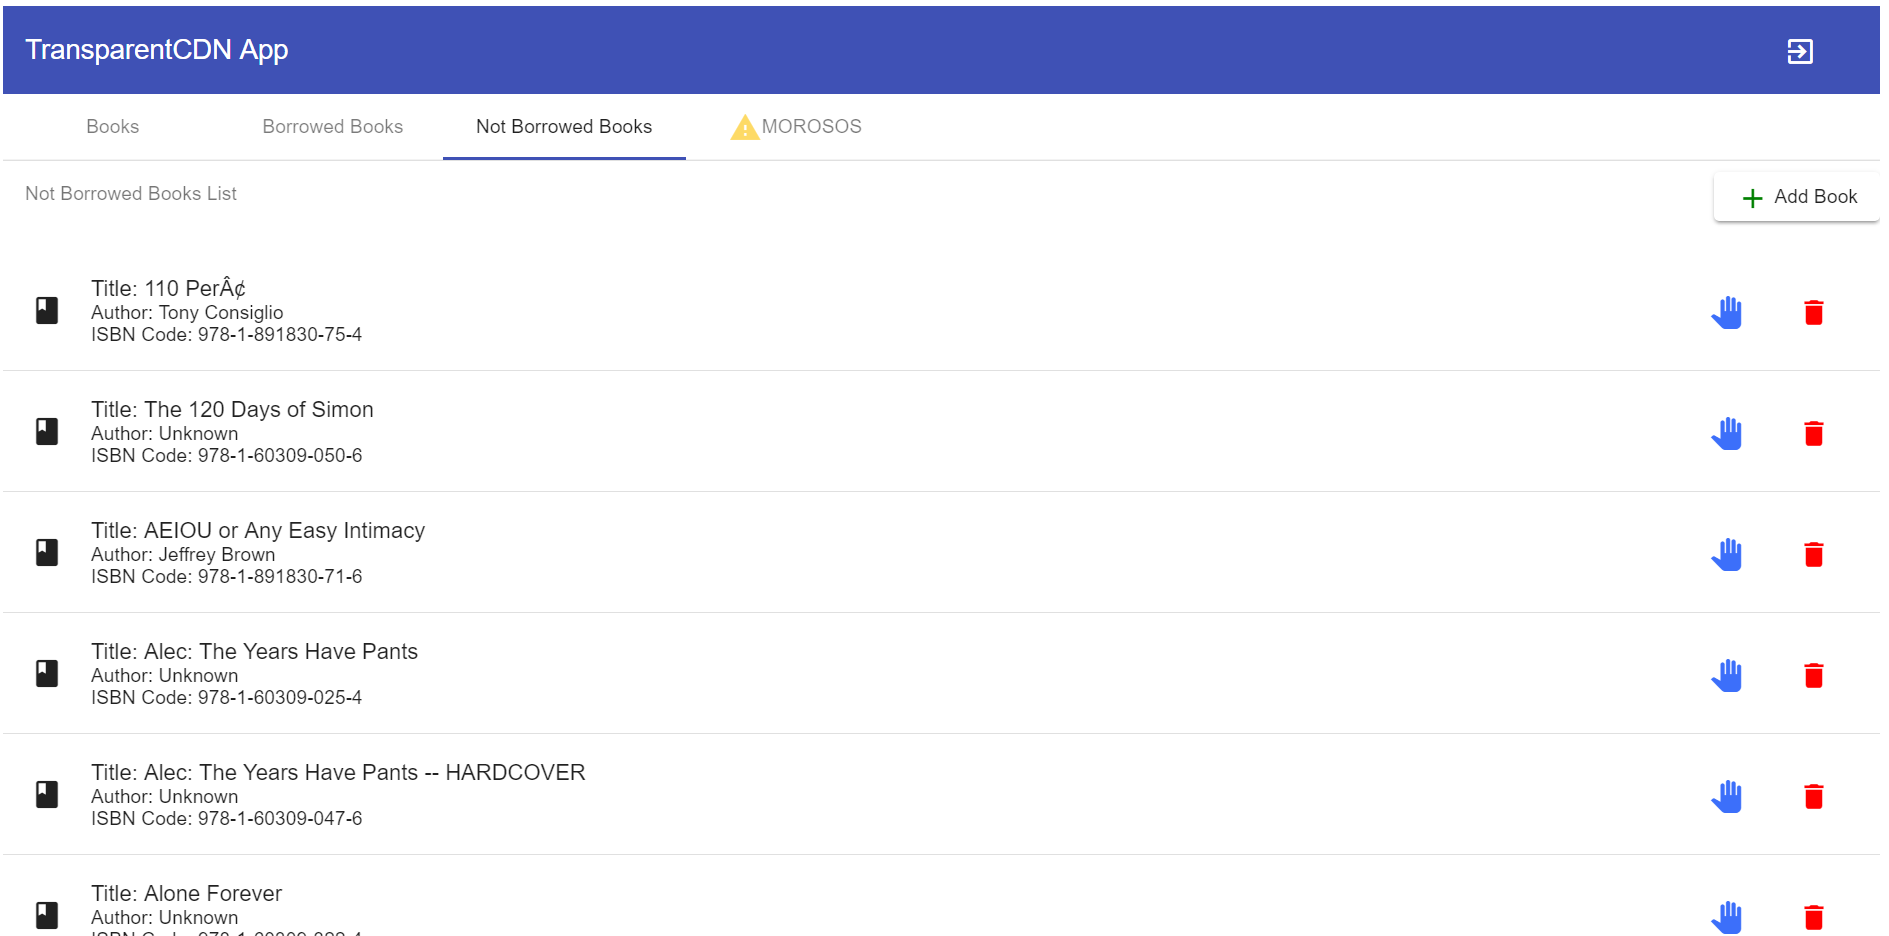 TransparentCDN App
Books
Borrowed Books
Not Borrowed Books
MOROSOS
Not Borrowed Books List
Add Book
Title: 110 PerÂ¢
Author: Tony Consiglio
ISBN Code: 978-1-891830-75-4
Title: The 120 Days of Simon
Author: Unknown
ISBN Code: 978-1-60309-050-6
Title: AEIOU or Any Easy Intimacy
Author: Jeffrey Brown
ISBN Code: 978-1-891830-71-6
Title: Alec: The Years Have Pants
Author: Unknown
ISBN Code: 978-1-60309-025-4
Title: Alec: The Years Have Pants -- HARDCOVER
Author: Unknown
ISBN Code: 978-1-60309-047-6
Title: Alone Forever
Author: Unknown
ISBN Code: